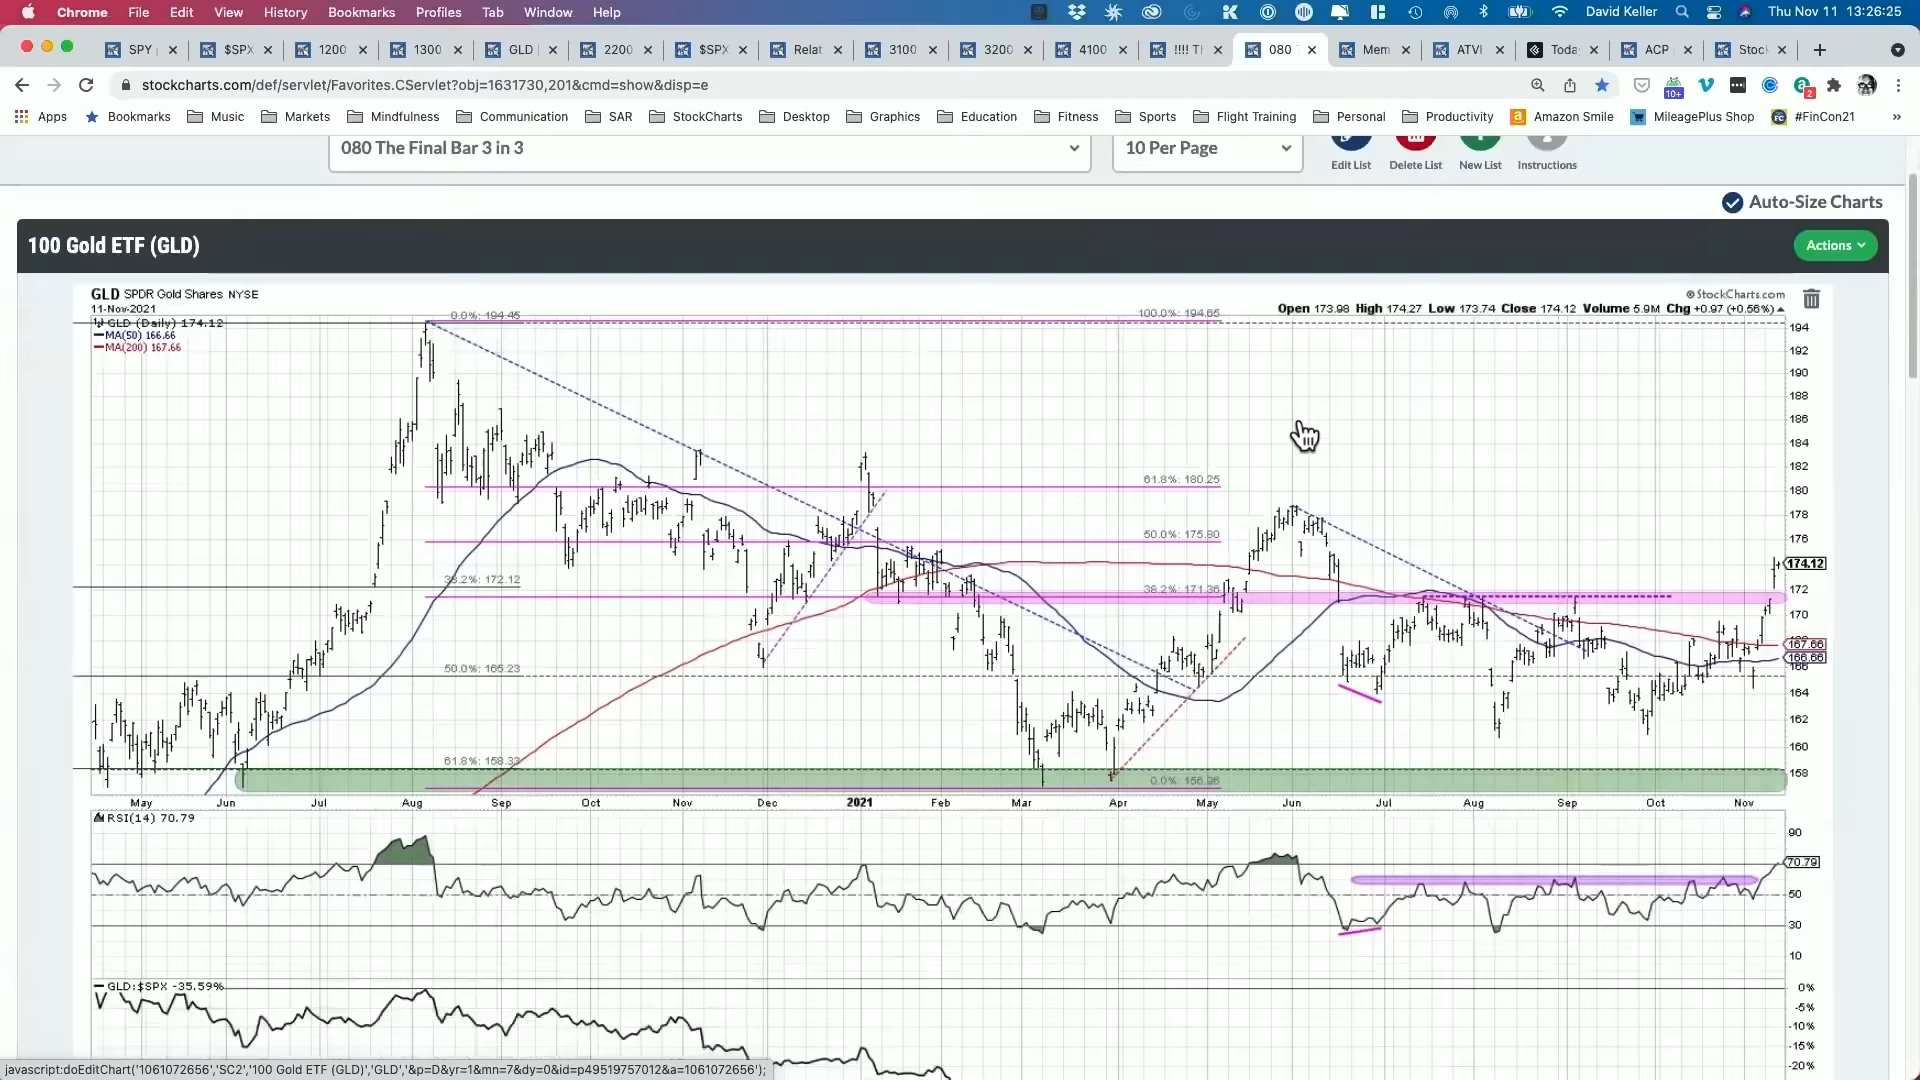 Chrome File Edit View History Bookmarks Profiles Tab Window Help David Keller Thu Nov 11 13:26:25
SPY $SPX 1200 1300 GLD 2200 $SPX Relat 3100 3200 4100 !!!! Tl 080 Mem ATVI Toda ACP Stoc
stockcharts.com/def/servlet/Favorites.CServlet?obj=1631730,201&cmd=show&disp=e 10+ 2
Apps Bookmarks Music Markets Mindfulness Communication SAR StockCharts Desktop Graphics Education Fitness Sports Flight Training Personal Productivity Amazon Smile MileagePlus Shop #FinCon21 »
080 The Final Bar 3 in 3 10 Per Page
Edit List Delete List New List Instructions
Auto-Size Charts
100 Gold ETF (GLD) Actions
GLD SPDR Gold Shares NYSE ©StockCharts.com
11-Nov-2021 Open 173.98 High 174.27 Low 173.74 Close 174.12 Volume 5.9M Chg +0.97 (+0.56%)
GLD (Daily) 174.12
MA(50) 166.66
MA(200) 167.66
0.0%: 194.45
100.0%: 194.65
61.8%: 180.25
50.0%: 175.80
38.2%: 172.12
38.2%: 171.36
50.0%: 165.23
61.8%: 158.33
0.0%: 156.96
194
192
190
188
186
184
182
180
178
176
174.12
172
170
167.66
166.66
166
164
162
160
158
May Jun Jul Aug Sep Oct Nov Dec 2021 Feb Mar Apr May Jun Jul Aug Sep Oct Nov
RSI(14) 70.79
90
70.79
50
30
10
GLD:$SPX -35.59%
0%
-5%
-10%
-15%
-20%
javascript:doEditChart('1061072656','SC2','100 Gold ETF (GLD)','GLD','&p=D&yr=1&mn=7&dy=0&id=p49519757012&a=1061072656');